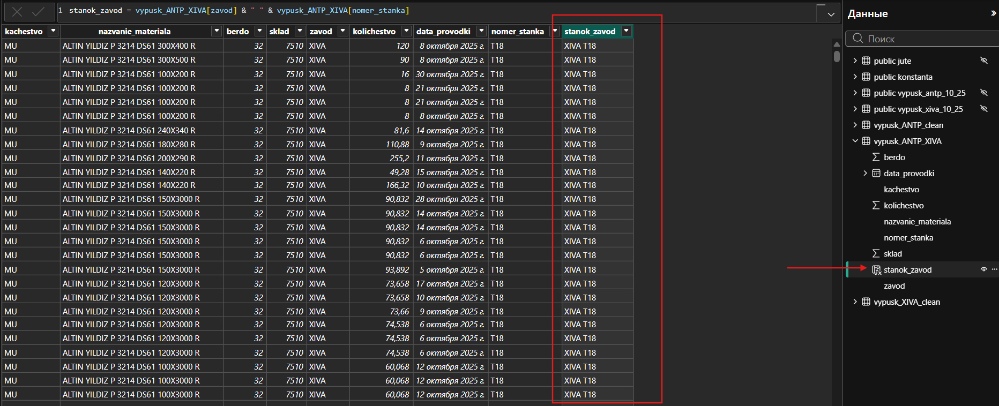 1 stanok_zavod = vypusk_ANTP_XIVA[zavod] & " " & vypusk_ANTP_XIVA[nomer_stanka]
kachestvo nazvanie_materiala berdo sklad zavod kolichestvo data_provodki nomer_stanka stanok_zavod
MU ALTIN YILDIZ P 3214 DS61 300X400 R 32 7510 XIVA 120 8 октября 2025 г. T18 XIVA T18
MU ALTIN YILDIZ P 3214 DS61 300X500 R 32 7510 XIVA 90 8 октября 2025 г. T18 XIVA T18
MU ALTIN YILDIZ P 3214 DS61 100X200 R 32 7510 XIVA 16 30 октября 2025 г. T18 XIVA T18
MU ALTIN YILDIZ P 3214 DS61 100X200 R 32 7510 XIVA 8 21 октября 2025 г. T18 XIVA T18
MU ALTIN YILDIZ P 3214 DS61 100X200 R 32 7510 XIVA 8 21 октября 2025 г. T18 XIVA T18
MU ALTIN YILDIZ P 3214 DS61 100X200 R 32 7510 XIVA 8 8 октября 2025 г. T18 XIVA T18
MU ALTIN YILDIZ P 3214 DS61 240X340 R 32 7510 XIVA 81,6 14 октября 2025 г. T18 XIVA T18
MU ALTIN YILDIZ P 3214 DS61 180X280 R 32 7510 XIVA 110,88 9 октября 2025 г. T18 XIVA T18
MU ALTIN YILDIZ P 3214 DS61 200X290 R 32 7510 XIVA 255,2 11 октября 2025 г. T18 XIVA T18
MU ALTIN YILDIZ P 3214 DS61 140X220 R 32 7510 XIVA 49,28 15 октября 2025 г. T18 XIVA T18
MU ALTIN YILDIZ P 3214 DS61 140X220 R 32 7510 XIVA 166,32 10 октября 2025 г. T18 XIVA T18
MU ALTIN YILDIZ P 3214 DS61 150X3000 R 32 7510 XIVA 90,832 28 октября 2025 г. T18 XIVA T18
MU ALTIN YILDIZ P 3214 DS61 150X3000 R 32 7510 XIVA 90,832 14 октября 2025 г. T18 XIVA T18
MU ALTIN YILDIZ P 3214 DS61 150X3000 R 32 7510 XIVA 90,832 14 октября 2025 г. T18 XIVA T18
MU ALTIN YILDIZ P 3214 DS61 150X3000 R 32 7510 XIVA 90,832 6 октября 2025 г. T18 XIVA T18
MU ALTIN YILDIZ P 3214 DS61 150X3000 R 32 7510 XIVA 90,832 6 октября 2025 г. T18 XIVA T18
MU ALTIN YILDIZ P 3214 DS61 150X3000 R 32 7510 XIVA 93,892 5 октября 2025 г. T18 XIVA T18
MU ALTIN YILDIZ P 3214 DS61 120X3000 R 32 7510 XIVA 73,658 17 октября 2025 г. T18 XIVA T18
MU ALTIN YILDIZ P 3214 DS61 120X3000 R 32 7510 XIVA 73,658 10 октября 2025 г. T18 XIVA T18
MU ALTIN YILDIZ P 3214 DS61 120X3000 R 32 7510 XIVA 73,66 9 октября 2025 г. T18 XIVA T18
MU ALTIN YILDIZ P 3214 DS61 120X3000 R 32 7510 XIVA 74,538 6 октября 2025 г. T18 XIVA T18
MU ALTIN YILDIZ P 3214 DS61 120X3000 R 32 7510 XIVA 74,538 6 октября 2025 г. T18 XIVA T18
MU ALTIN YILDIZ P 3214 DS61 120X3000 R 32 7510 XIVA 74,538 6 октября 2025 г. T18 XIVA T18
MU ALTIN YILDIZ P 3214 DS61 100X3000 R 32 7510 XIVA 60,068 12 октября 2025 г. T18 XIVA T18
MU ALTIN YILDIZ P 3214 DS61 100X3000 R 32 7510 XIVA 60,068 12 октября 2025 г. T18 XIVA T18
MU ALTIN YILDIZ P 3214 DS61 100X3000 R 32 7510 XIVA 60,068 12 октября 2025 г. T18 XIVA T18
Данные
Поиск
public jute
public konstanta
public vypusk_antp_10_25
public vypusk_xiva_10_25
vypusk_ANTP_clean
vypusk_ANTP_XIVA
berdo
data_provodki
kachestvo
kolichestvo
nazvanie_materiala
nomer_stanka
sklad
stanok_zavod
zavod
vypusk_XIVA_clean